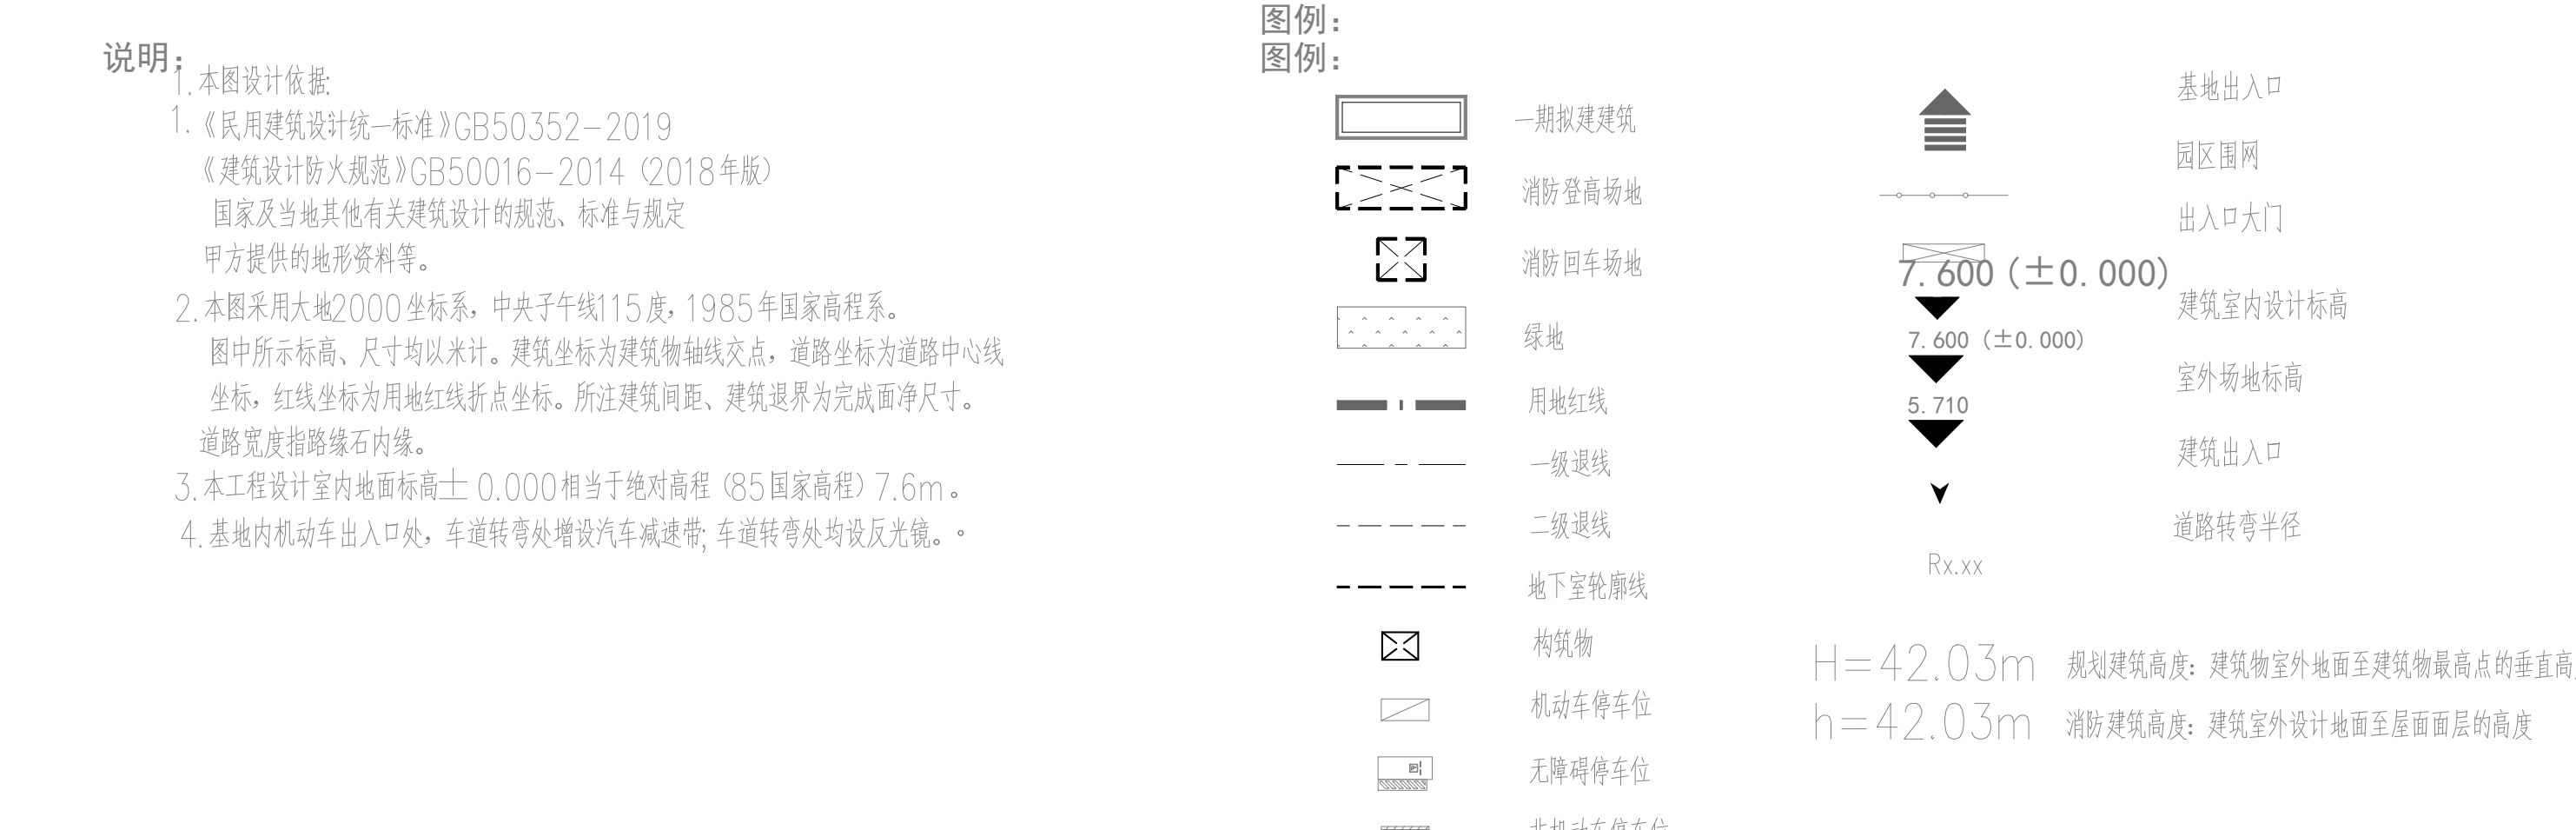 说明:
1. 本图设计依据:
1.《民用建筑设计统一标准》GB50352-2019
《建筑设计防火规范》GB50016-2014 (2018年版)
国家及当地其他有关建筑设计的规范、标准与规定
甲方提供的地形资料等。
2. 本图采用大地2000坐标系，中央子午线115度，1985年国家高程系。
图中所示标高、尺寸均以米计。建筑坐标为建筑物轴线交点，道路坐标为道路中心线
坐标，红线坐标为用地红线折点坐标。所注建筑间距、建筑退界为完成面净尺寸。
道路宽度指路缘石内缘。
3. 本工程设计室内地面标高± 0.000相当于绝对高程 (85国家高程) 7.6m。
4. 基地内机动车出入口处，车道转弯处增设汽车减速带; 车道转弯处均设反光镜。。
图例:
图例:
一期拟建建筑
消防登高场地
消防回车场地
绿地
用地红线
一级退线
二级退线
地下室轮廓线
构筑物
机动车停车位
无障碍停车位
非机动车停车位
基地出入口
园区围网
出入口大门
7.600 (±0.000)
建筑室内设计标高
7.600 (±0.000)
室外场地标高
5.710
建筑出入口
道路转弯半径
Rx.xx
H=42.03m 规划建筑高度: 建筑物室外地面至建筑物最高点的垂直高
h=42.03m 消防建筑高度: 建筑室外设计地面至屋面面层的高度